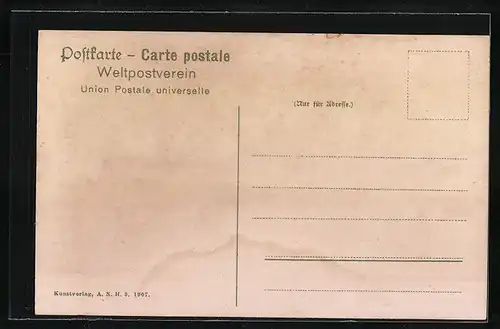 Postkarte – Carte postale
Weltpostverein
Union Postale universelle
(Nur für Adresse.)
Kunstverlag, A. N. H. 3. 1907.